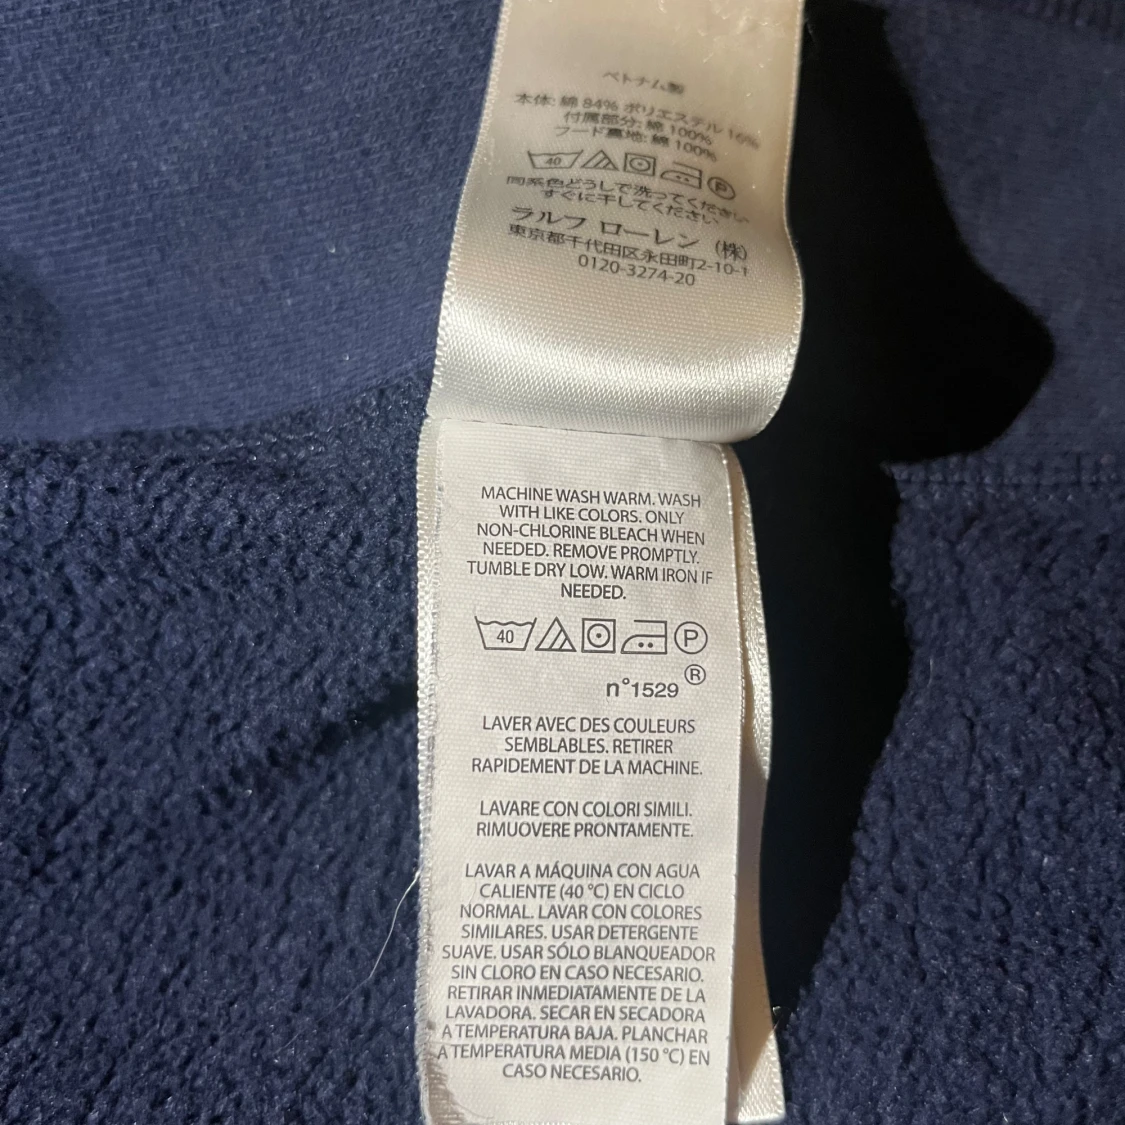 ベトナム製
本体: 綿 84% ポリエステル 16%
付属部分: 綿 100%
フード裏地: 綿 100%
40 P
同系色どうしで洗ってください
すぐに干してください
ラルフ ローレン (株)
東京都千代田区永田町2-10-1
0120-3274-20
MACHINE WASH WARM. WASH
WITH LIKE COLORS. ONLY
NON-CHLORINE BLEACH WHEN
NEEDED. REMOVE PROMPTLY.
TUMBLE DRY LOW. WARM IRON IF
NEEDED.
40 P
n°1529 ®
LAVER AVEC DES COULEURS
SEMBLABLES. RETIRER
RAPIDEMENT DE LA MACHINE.
LAVARE CON COLORI SIMILI.
RIMUOVERE PRONTAMENTE.
LAVAR A MÁQUINA CON AGUA
CALIENTE (40 °C) EN CICLO
NORMAL. LAVAR CON COLORES
SIMILARES. USAR DETERGENTE
SUAVE. USAR SÓLO BLANQUEADOR
SIN CLORO EN CASO NECESARIO.
RETIRAR INMEDIATAMENTE DE LA
LAVADORA. SECAR EN SECADORA
A TEMPERATURA BAJA. PLANCHAR
A TEMPERATURA MEDIA (150 °C) EN
CASO NECESARIO.